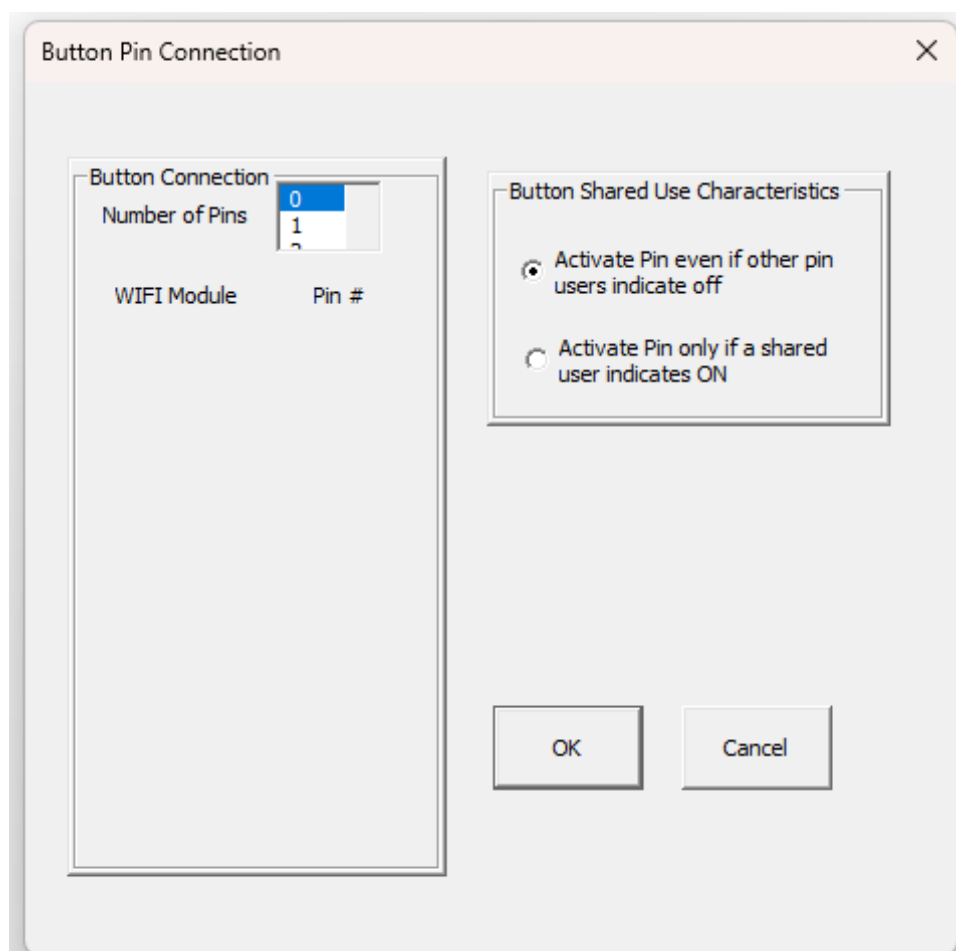 Button Pin Connection
Button Connection
Number of Pins
0
1
WIFI Module Pin #
Button Shared Use Characteristics
Activate Pin even if other pin
users indicate off
Activate Pin only if a shared
user indicates ON
OK Cancel